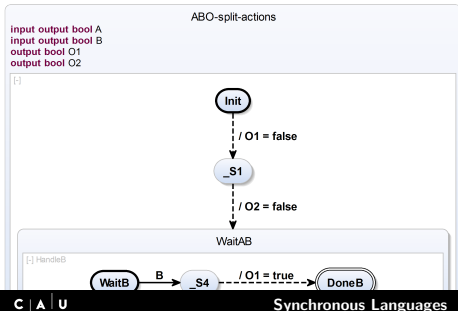 ABO-split-actions
input output bool A
input output bool B
output bool O1
output bool O2
[-]
Init
/ O1 = false
_S1
/ O2 = false
WaitAB
[-] HandleB
WaitB
B
_S4
/ O1 = true
DoneB
C | A | U
Synchronous Languages